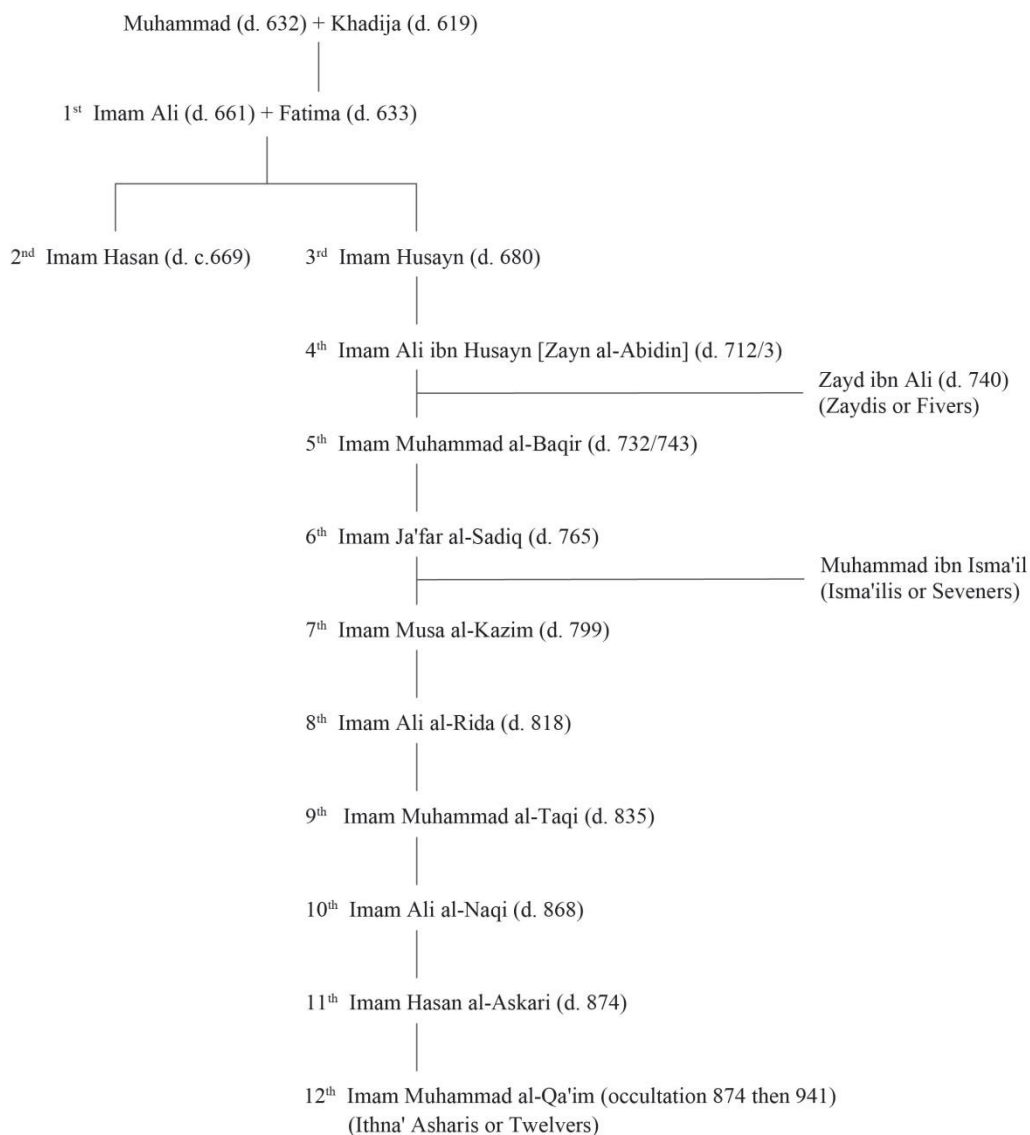 Muhammad (d. 632) + Khadija (d. 619)
1st Imam Ali (d. 661) + Fatima (d. 633)
2nd Imam Hasan (d. c.669)
3rd Imam Husayn (d. 680)
4th Imam Ali ibn Husayn [Zayn al-Abidin] (d. 712/3)
Zayd ibn Ali (d. 740)
(Zaydis or Fivers)
5th Imam Muhammad al-Baqir (d. 732/743)
6th Imam Ja'far al-Sadiq (d. 765)
Muhammad ibn Isma'il
(Isma'ilis or Seveners)
7th Imam Musa al-Kazim (d. 799)
8th Imam Ali al-Rida (d. 818)
9th Imam Muhammad al-Taqi (d. 835)
10th Imam Ali al-Naqi (d. 868)
11th Imam Hasan al-Askari (d. 874)
12th Imam Muhammad al-Qa'im (occultation 874 then 941)
(Ithna' Asharis or Twelvers)